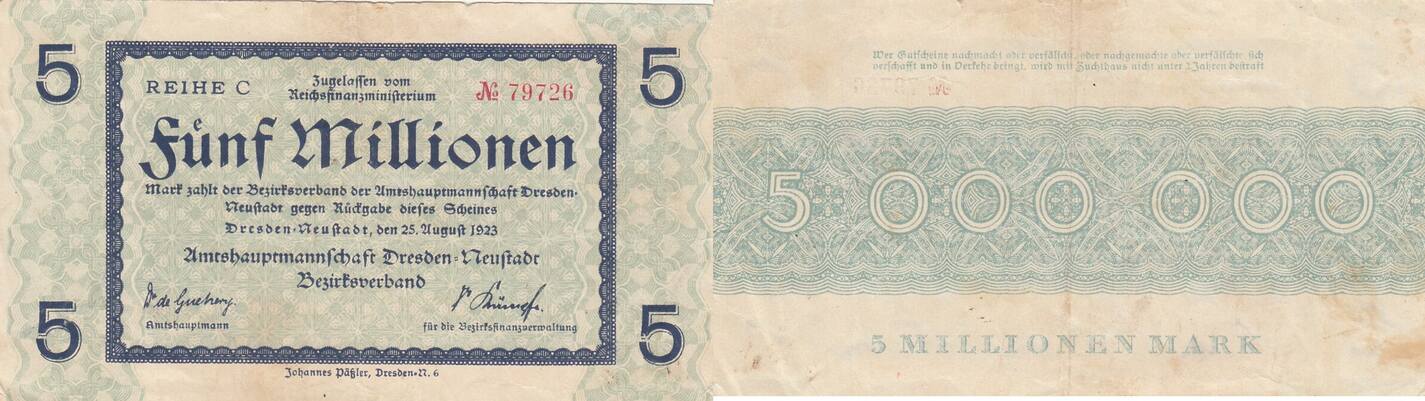 5
5
REIHE C
Zugelassen vom
Reichsfinanzministerium
№ 79726
Fünf Millionen
Mark zahlt der Bezirksverband der Amtshauptmannschaft Dresden-
Neustadt gegen Rückgabe dieses Scheines
Dresden-Neustadt, den 25. August 1923
Amtshauptmannschaft Dresden-Neustadt
Bezirksverband
Amtshauptmann
für die Bezirksfinanzverwaltung
5
5
Johannes Päßler, Dresden-N. 6
Wer Gutscheine nachmacht oder verfälscht oder nachgemachte oder verfälschte sich
verschafft und in Verkehr bringt, wird mit Zuchthaus nicht unter 2 Jahren bestraft
5 000 000
5 MILLIONEN MARK